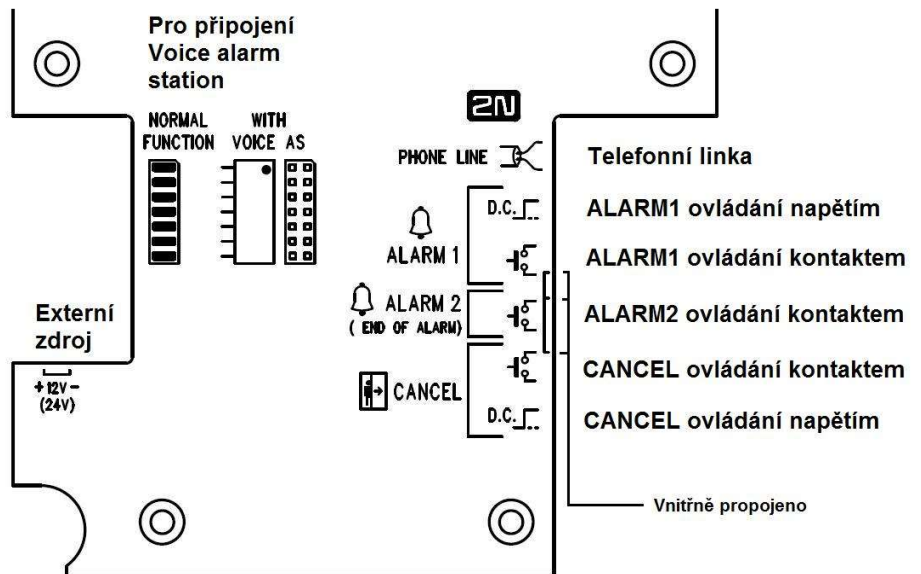 Pro připojení
Voice alarm
station
NORMAL
FUNCTION
WITH
VOICE AS
2N
PHONE LINE
Telefonní linka
D.C.
ALARM1 ovládání napětím
ALARM 1
ALARM1 ovládání kontaktem
ALARM 2
( END OF ALARM)
ALARM2 ovládání kontaktem
Externí
zdroj
+12V-
(24V)
CANCEL
CANCEL ovládání kontaktem
D.C.
CANCEL ovládání napětím
Vnitřně propojeno